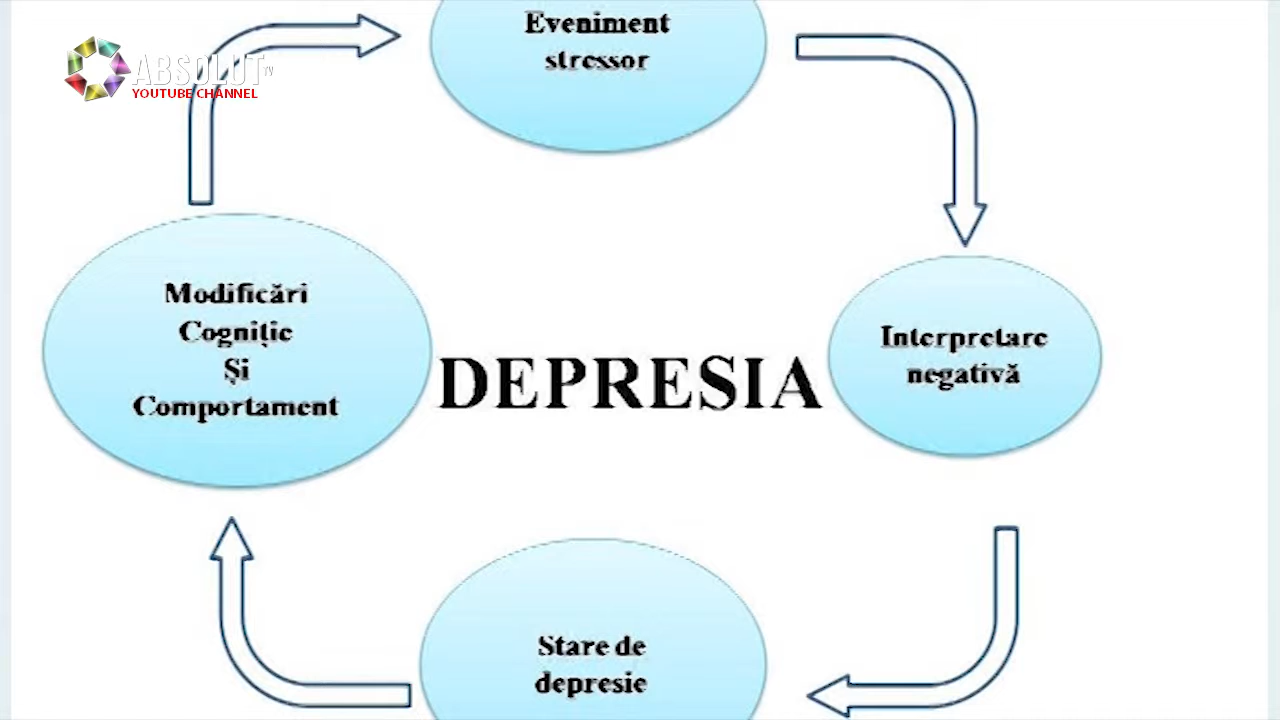 ABSOLUT TV
YOUTUBE CHANNEL
Eveniment
stressor
Modificări
Cogniție
Și
Comportament
DEPRESIA
Interpretare
negativă
Stare de
depresie